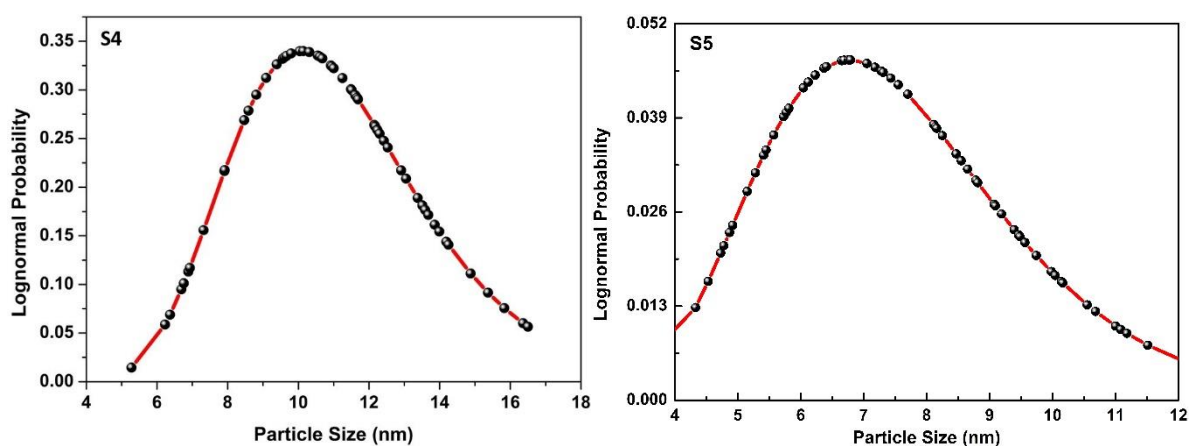 S4
Lognormal Probability
0.35
0.30
0.25
0.20
0.15
0.10
0.05
0.00
4 6 8 10 12 14 16 18
Particle Size (nm)
S5
Lognormal Probability
0.052
0.039
0.026
0.013
0.000
4 5 6 7 8 9 10 11 12
Particle Size (nm)